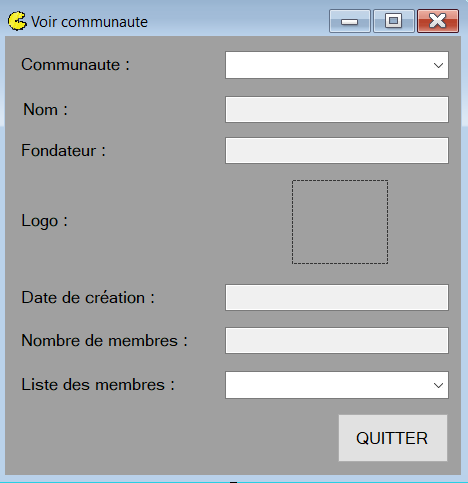 Voir communaute
Communaute :
Nom :
Fondateur :
Logo :
Date de création :
Nombre de membres :
Liste des membres :
QUITTER